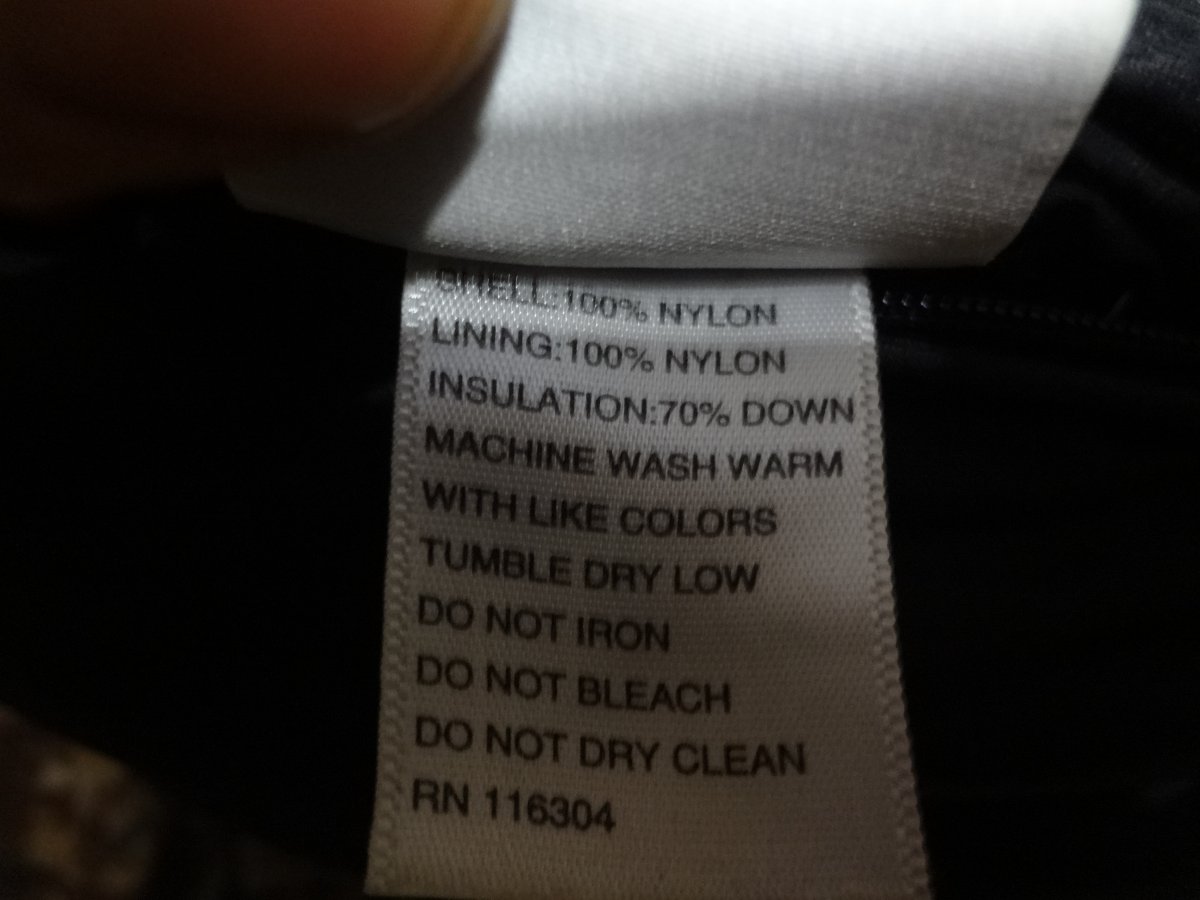 SHELL:100% NYLON
LINING:100% NYLON
INSULATION:70% DOWN
MACHINE WASH WARM
WITH LIKE COLORS
TUMBLE DRY LOW
DO NOT IRON
DO NOT BLEACH
DO NOT DRY CLEAN
RN 116304